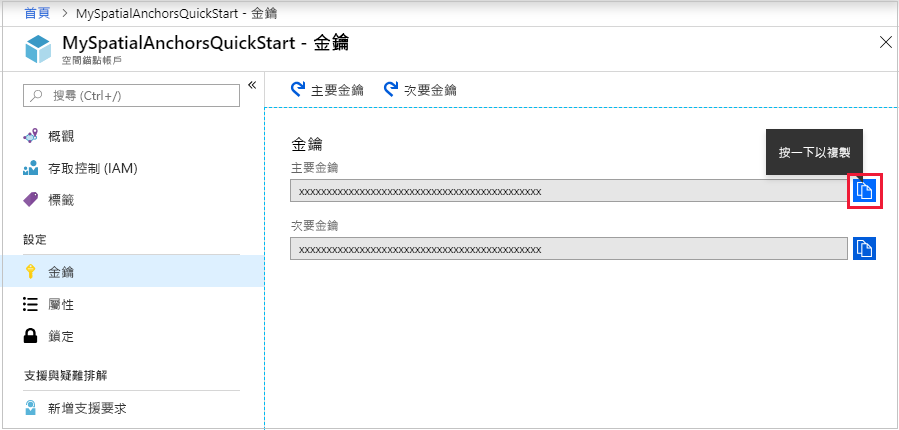 首頁 > MySpatialAnchorsQuickStart - 金鑰
MySpatialAnchorsQuickStart - 金鑰
空間錨點帳戶
搜尋 (Ctrl+/)
«
概觀
存取控制 (IAM)
標籤
設定
金鑰
屬性
鎖定
支援與疑難排解
新增支援要求
主要金鑰 次要金鑰
金鑰
按一下以複製
主要金鑰
xxxxxxxxxxxxxxxxxxxxxxxxxxxxxxxxxxxxxxxxxxxx
次要金鑰
xxxxxxxxxxxxxxxxxxxxxxxxxxxxxxxxxxxxxxxxxxxx